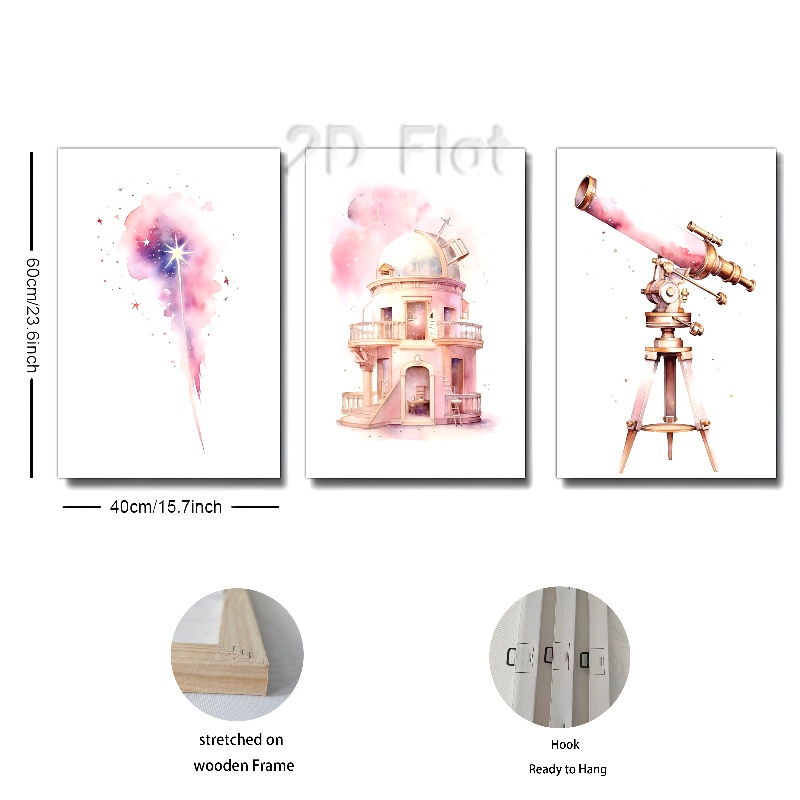 2D Flat
60cm/23.6inch
40cm/15.7inch
stretched on
wooden Frame
Hook
Ready to Hang